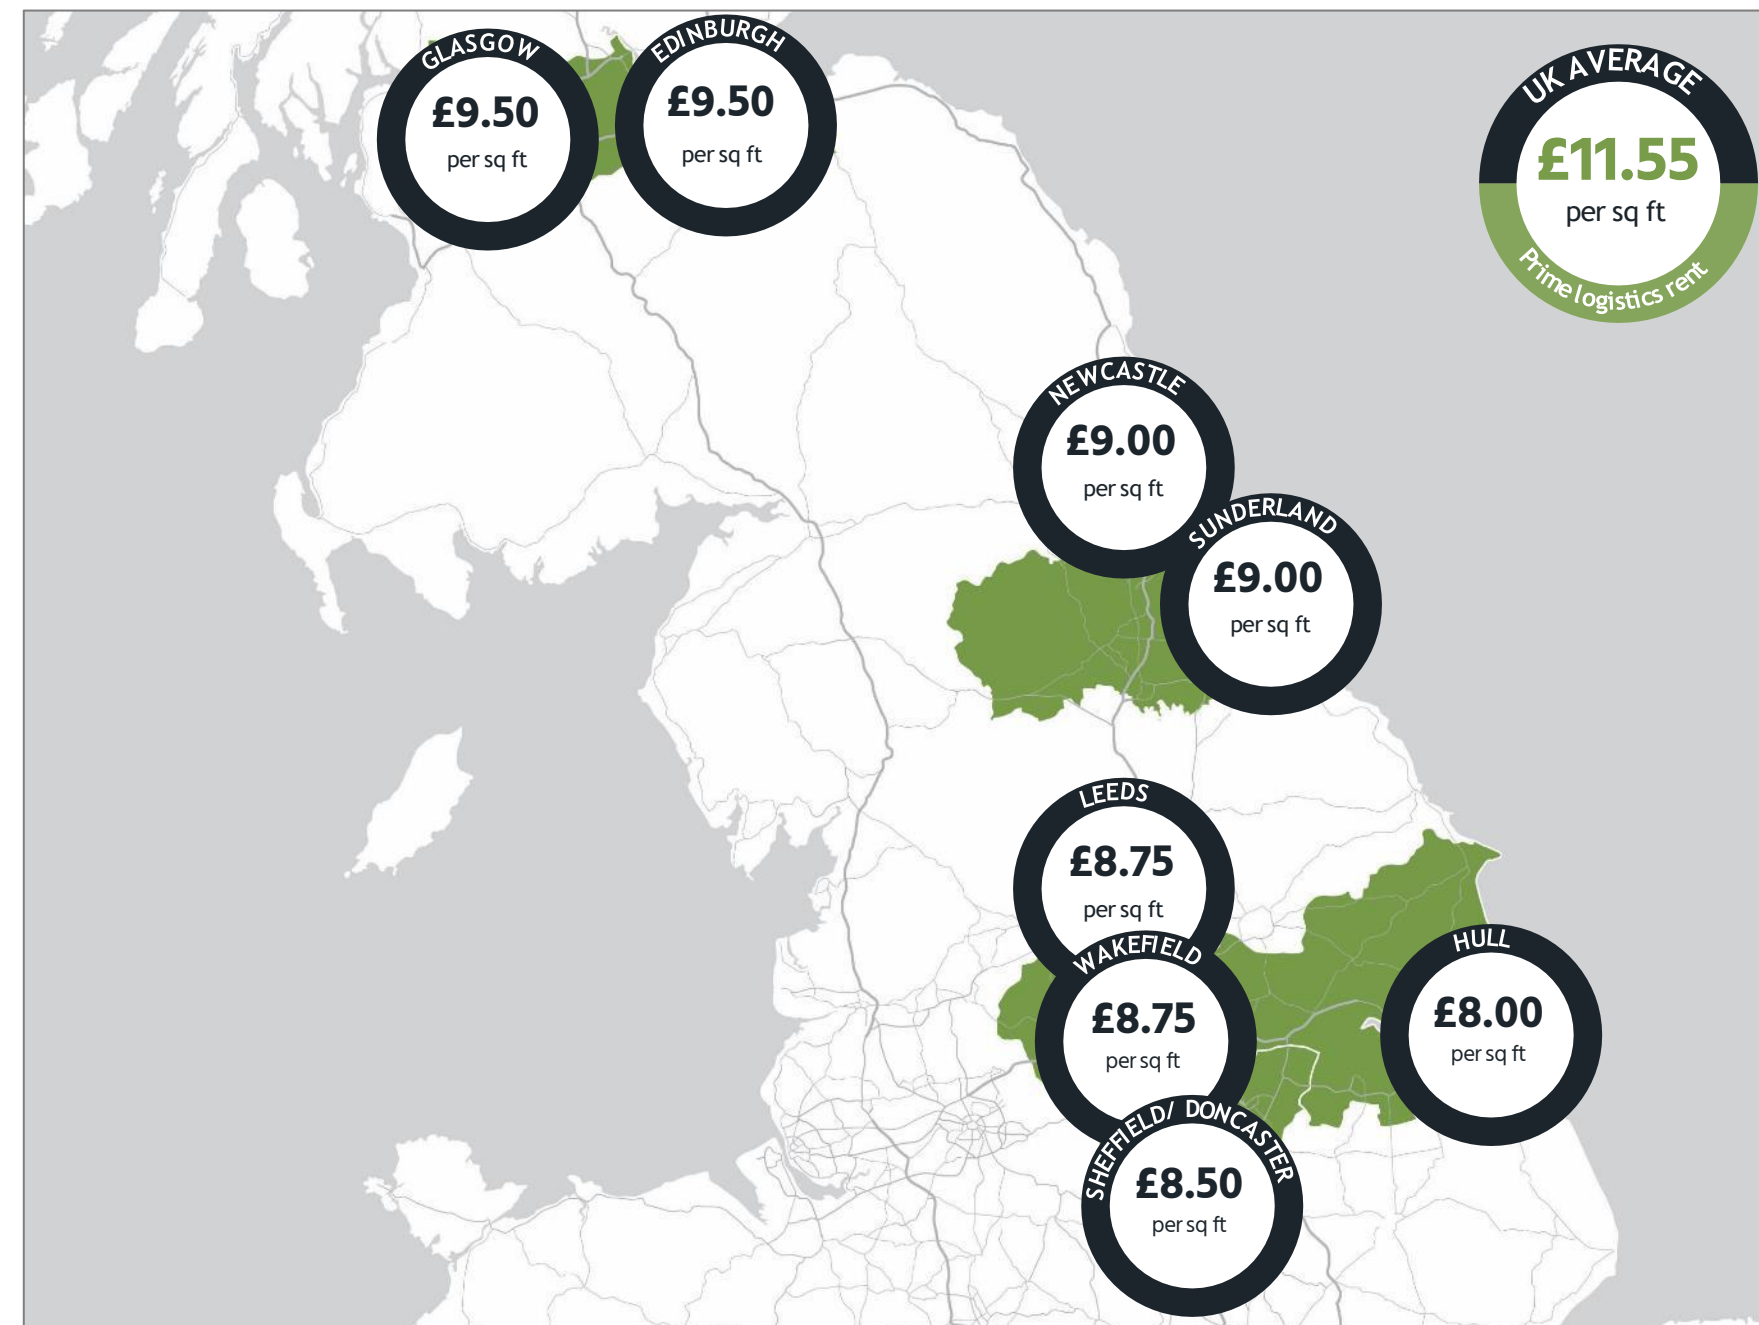 GLASGOW
£9.50
per sq ft
EDINBURGH
£9.50
per sq ft
UK AVERAGE
£11.55
per sq ft
Prime logistics rent
NEWCASTLE
£9.00
per sq ft
SUNDERLAND
£9.00
per sq ft
LEEDS
£8.75
per sq ft
WAKEFIELD
£8.75
per sq ft
HULL
£8.00
per sq ft
SHEFFIELD/ DONCASTER
£8.50
per sq ft